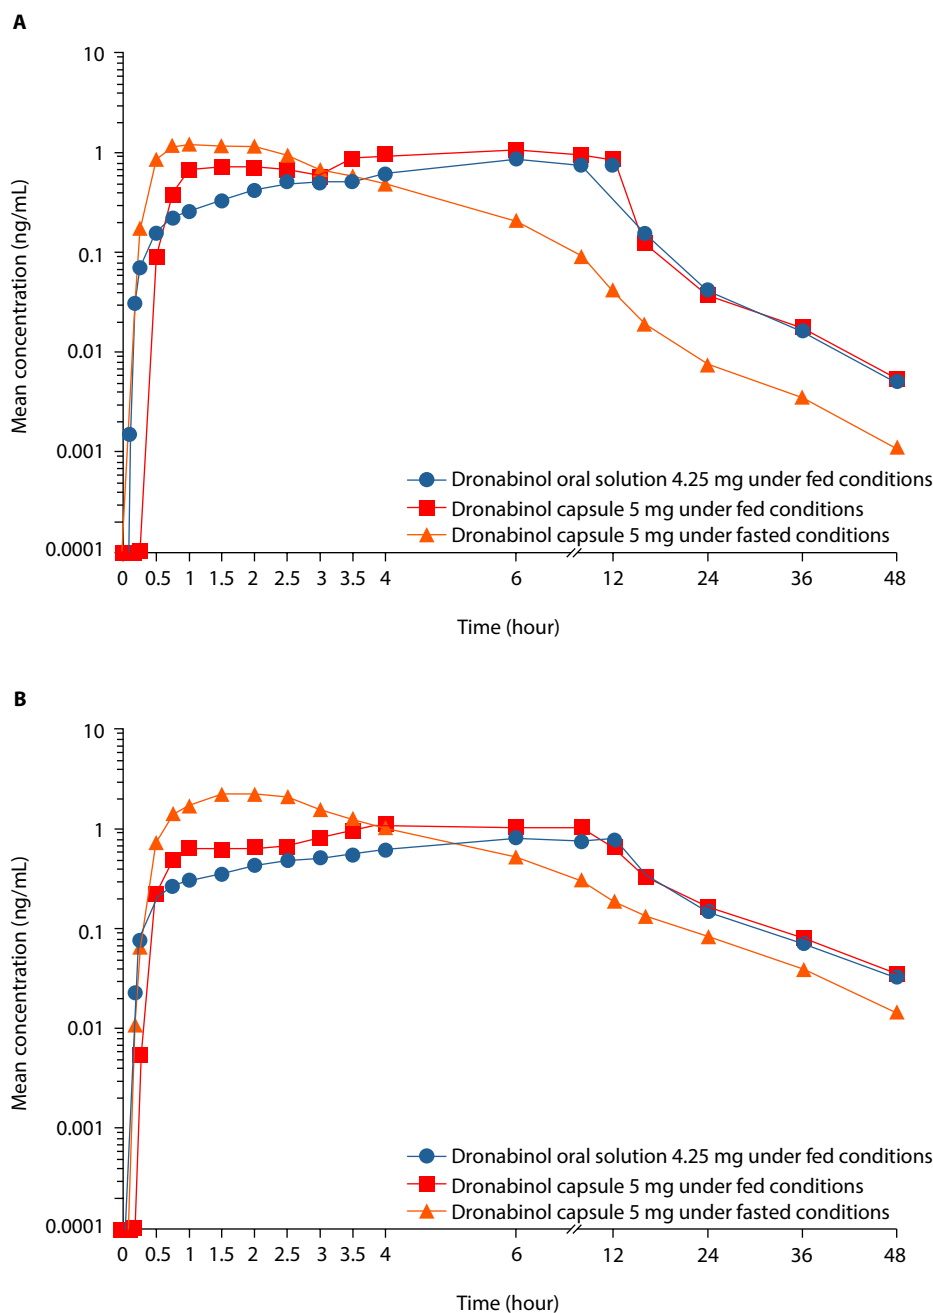 A
10
1
0.1
0.01
0.001
0.0001
Mean concentration (ng/mL)
Dronabinol oral solution 4.25 mg under fed conditions
Dronabinol capsule 5 mg under fed conditions
Dronabinol capsule 5 mg under fasted conditions
0 0.5 1 1.5 2 2.5 3 3.5 4 6 12 24 36 48
Time (hour)
B
10
1
0.1
0.01
0.001
0.0001
Mean concentration (ng/mL)
Dronabinol oral solution 4.25 mg under fed conditions
Dronabinol capsule 5 mg under fed conditions
Dronabinol capsule 5 mg under fasted conditions
0 0.5 1 1.5 2 2.5 3 3.5 4 6 12 24 36 48
Time (hour)